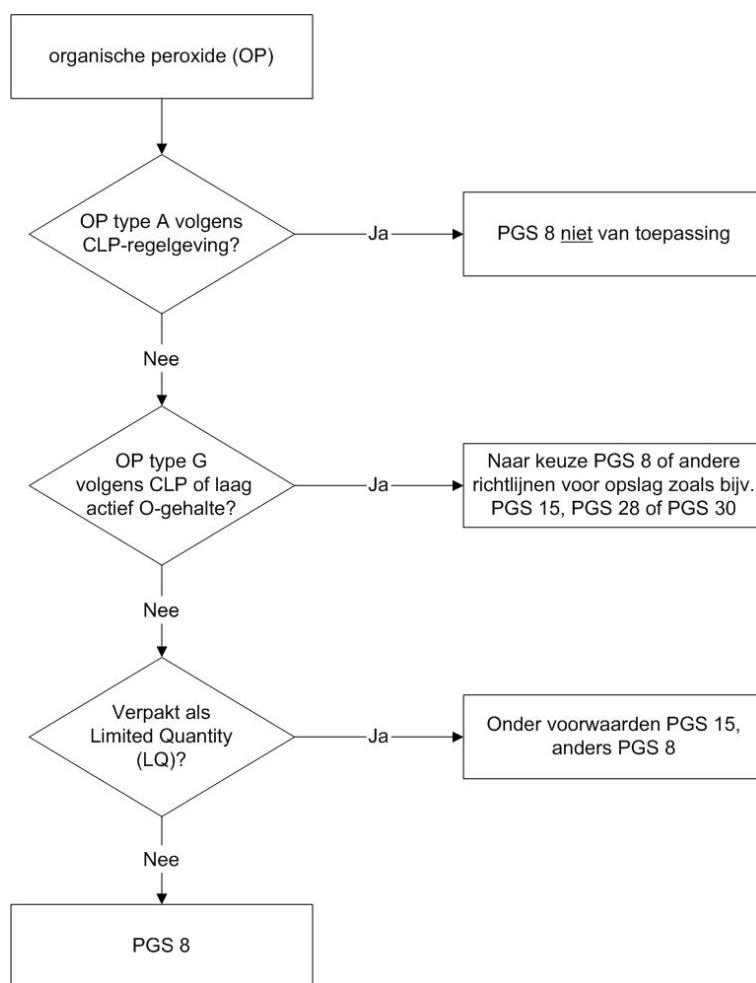 organische peroxide (OP)
OP type A volgens
CLP-regelgeving?
Ja
PGS 8 niet van toepassing
Nee
OP type G
volgens CLP of laag
actief O-gehalte?
Ja
Naar keuze PGS 8 of andere
richtlijnen voor opslag zoals bijv.
PGS 15, PGS 28 of PGS 30
Nee
Verpakt als
Limited Quantity
(LQ)?
Ja
Onder voorwaarden PGS 15,
anders PGS 8
Nee
PGS 8